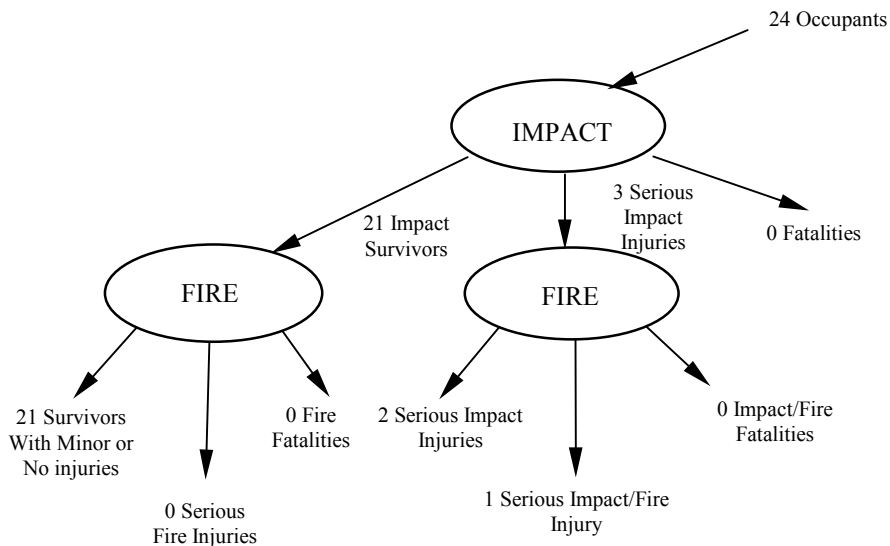 24 Occupants
IMPACT
21 Impact
Survivors
3 Serious
Impact
Injuries
0 Fatalities
FIRE
FIRE
21 Survivors
With Minor or
No injuries
0 Serious
Fire Injuries
0 Fire
Fatalities
2 Serious Impact
Injuries
1 Serious Impact/Fire
Injury
0 Impact/Fire
Fatalities